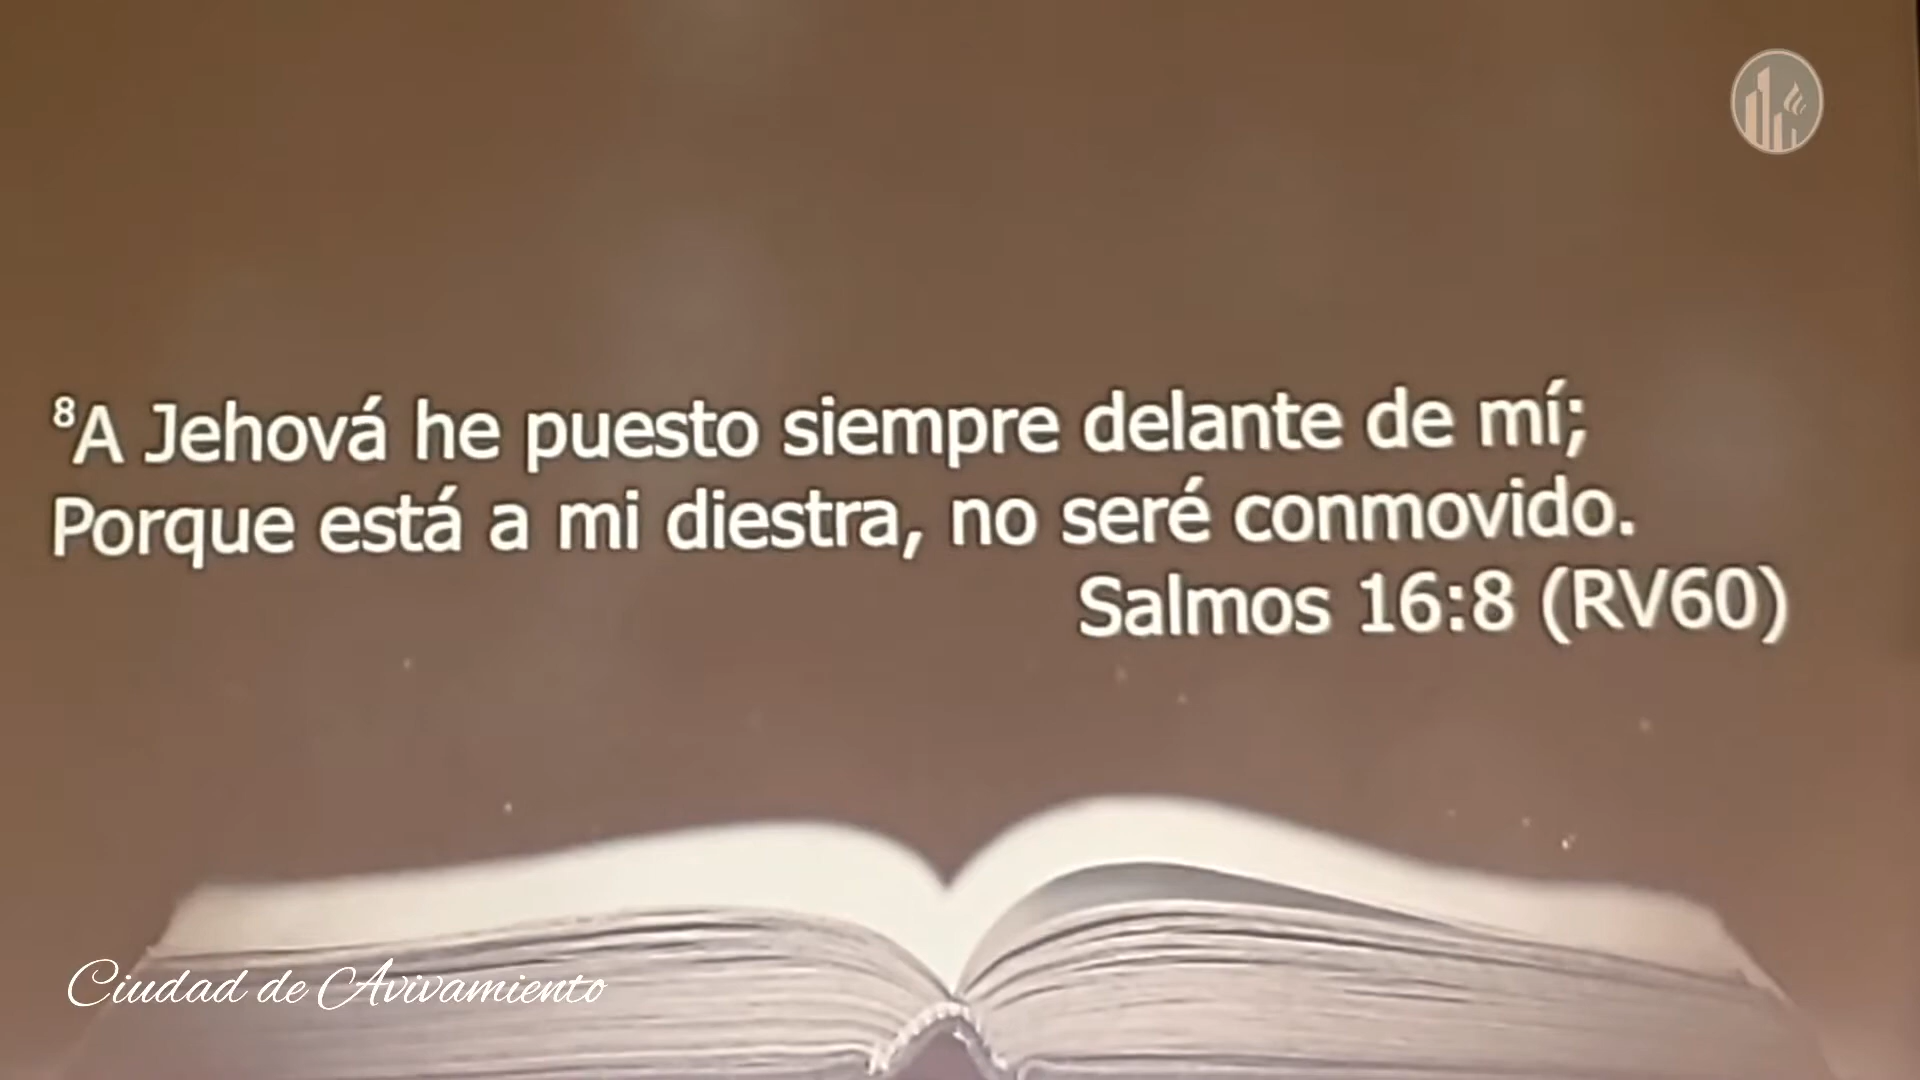 ⁸A Jehová he puesto siempre delante de mí;
Porque está a mi diestra, no seré conmovido.
Salmos 16:8 (RV60)
Ciudad de Avivamiento